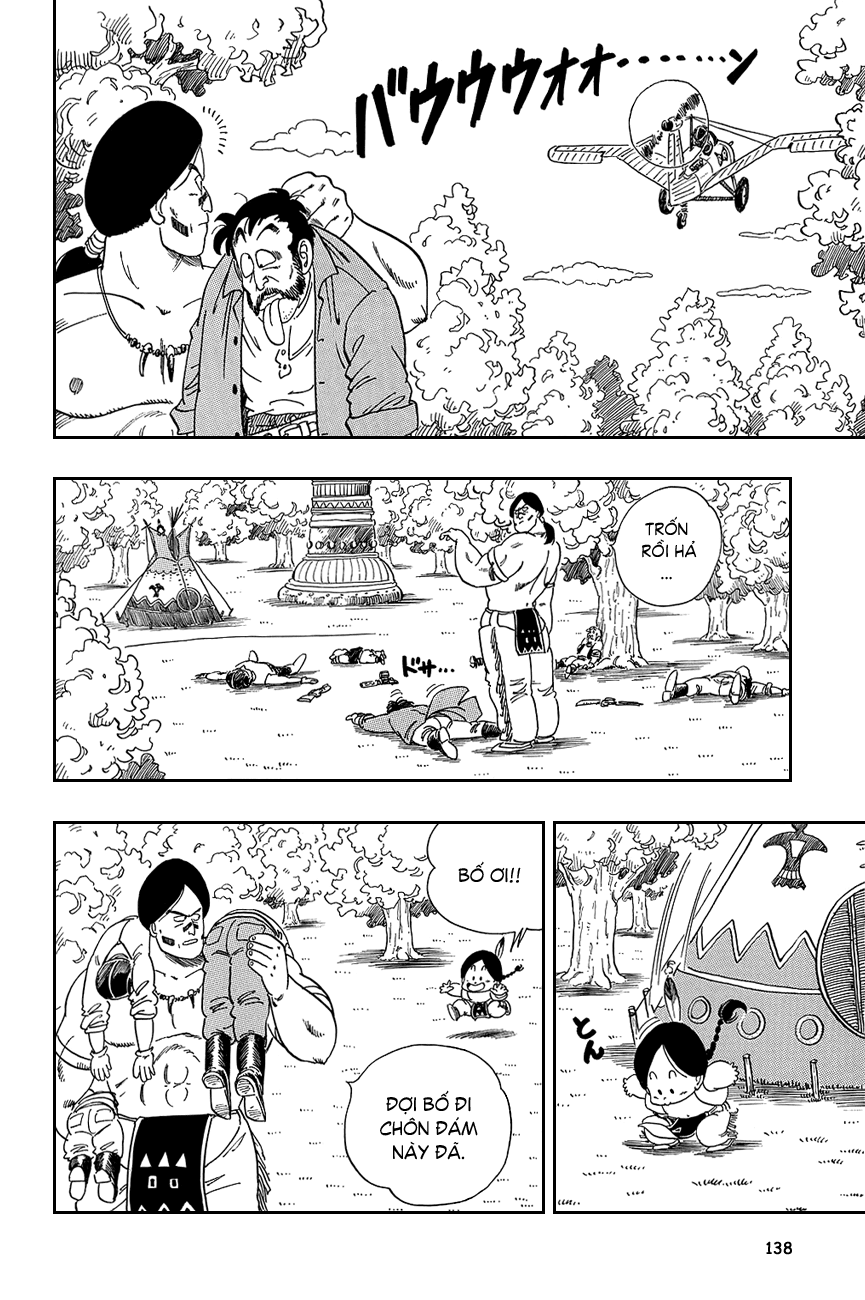 バウウウオオ‥‥‥‥ン
TRỐN
RỒI HẢ
...
ドサ...
とん
BỐ ƠI!!
ĐỢI BỐ ĐI
CHÔN ĐÁM
NÀY ĐÃ.
138